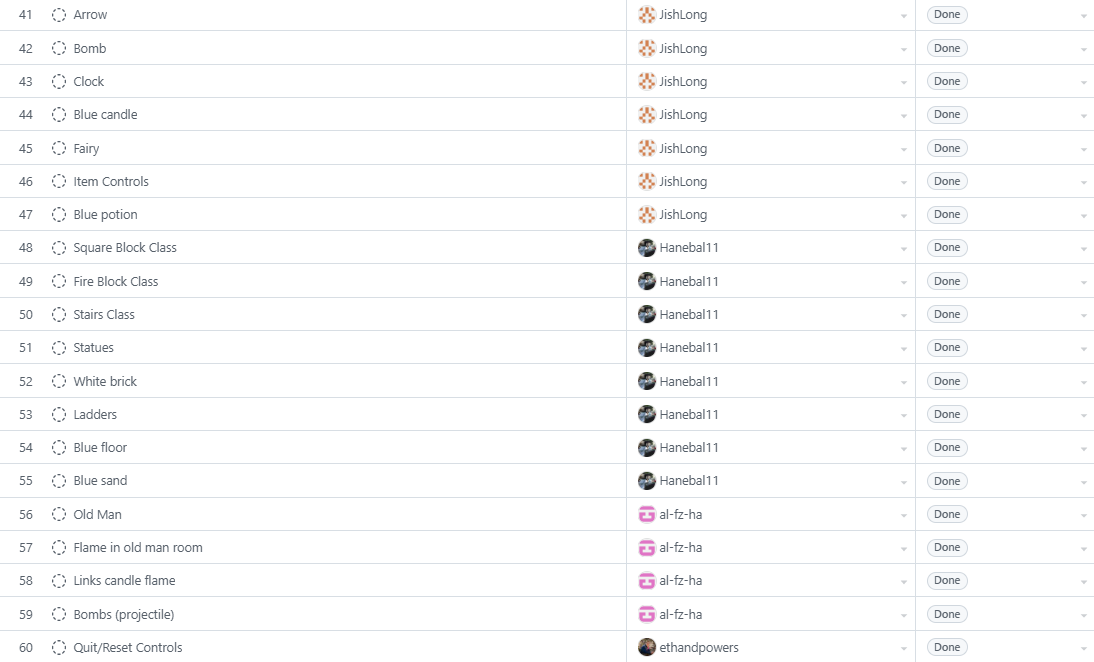 41 Arrow JishLong Done
42 Bomb JishLong Done
43 Clock JishLong Done
44 Blue candle JishLong Done
45 Fairy JishLong Done
46 Item Controls JishLong Done
47 Blue potion JishLong Done
48 Square Block Class Hanebal11 Done
49 Fire Block Class Hanebal11 Done
50 Stairs Class Hanebal11 Done
51 Statues Hanebal11 Done
52 White brick Hanebal11 Done
53 Ladders Hanebal11 Done
54 Blue floor Hanebal11 Done
55 Blue sand Hanebal11 Done
56 Old Man al-fz-ha Done
57 Flame in old man room al-fz-ha Done
58 Links candle flame al-fz-ha Done
59 Bombs (projectile) al-fz-ha Done
60 Quit/Reset Controls ethandpowers Done